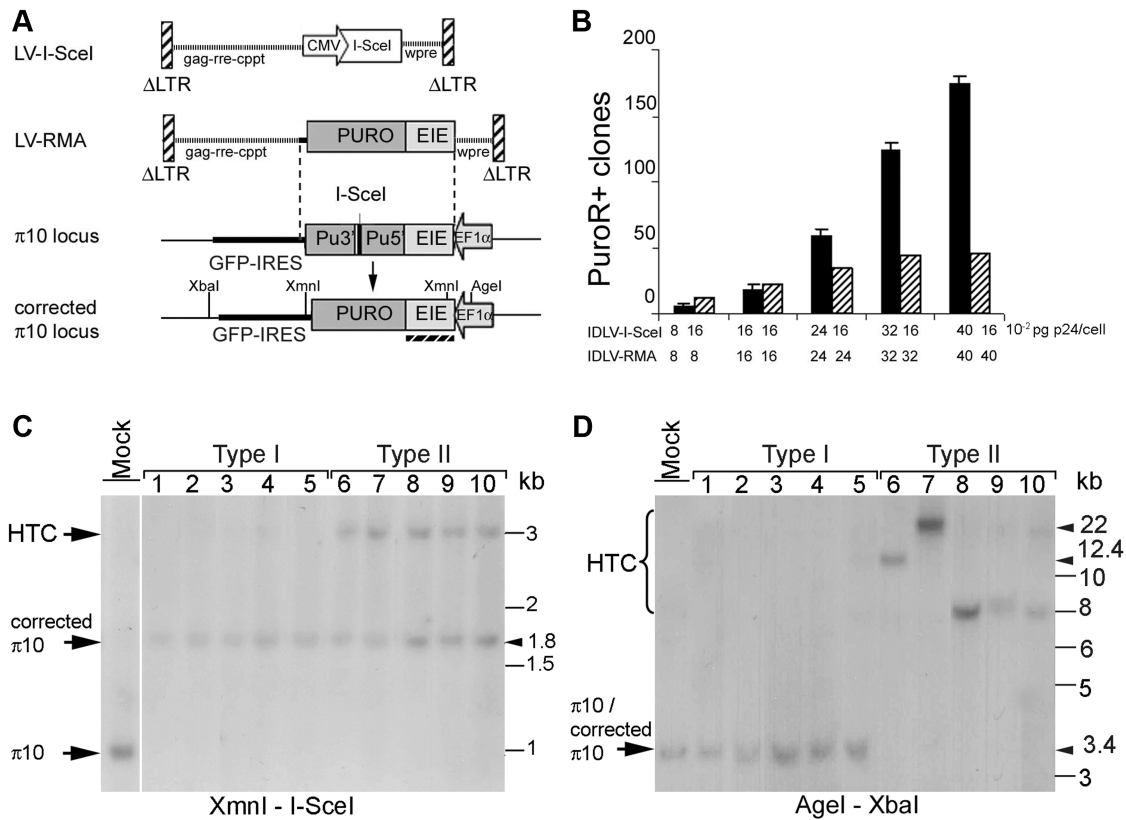 A
LV-I-SceI
CMV I-SceI
gag-rre-cppt
wpre
ΔLTR ΔLTR
LV-RMA
PURO EIE
gag-rre-cppt
wpre
ΔLTR ΔLTR
I-SceI
π10 locus
Pu3' Pu5' EIE EF1α
GFP-IRES
XbaI XmnI XmnI AgeI
corrected
π10 locus
PURO EIE EF1α
GFP-IRES
B
PuroR+ clones
200
150
100
50
0
IDLV-I-SceI 8 16 16 16 24 16 32 16 40 16 10⁻² pg p24/cell
IDLV-RMA 8 8 16 16 24 24 32 32 40 40
C
Mock
Type I Type II
1 2 3 4 5 6 7 8 9 10 kb
HTC
3
2
corrected
π10
1.8
1.5
π10
1
XmnI - I-SceI
D
Mock
Type I Type II
1 2 3 4 5 6 7 8 9 10 kb
HTC
22
12.4
10
8
6
5
π10 /
corrected
π10
3.4
3
AgeI - XbaI